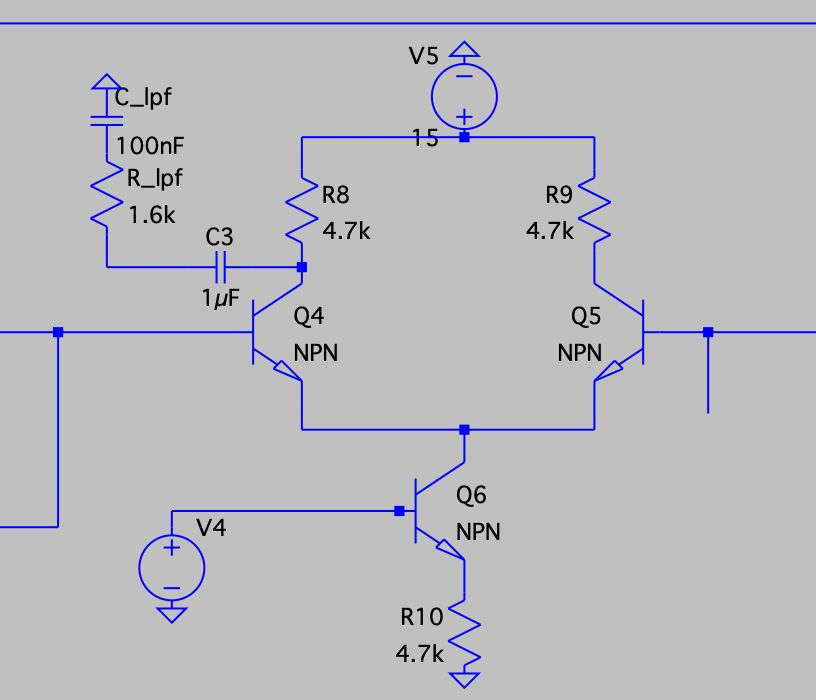 V5
C_lpf
15
100nF
R_lpf
R8
R9
1.6k
4.7k
4.7k
C3
1µF
Q4
Q5
NPN
NPN
Q6
V4
NPN
R10
4.7k